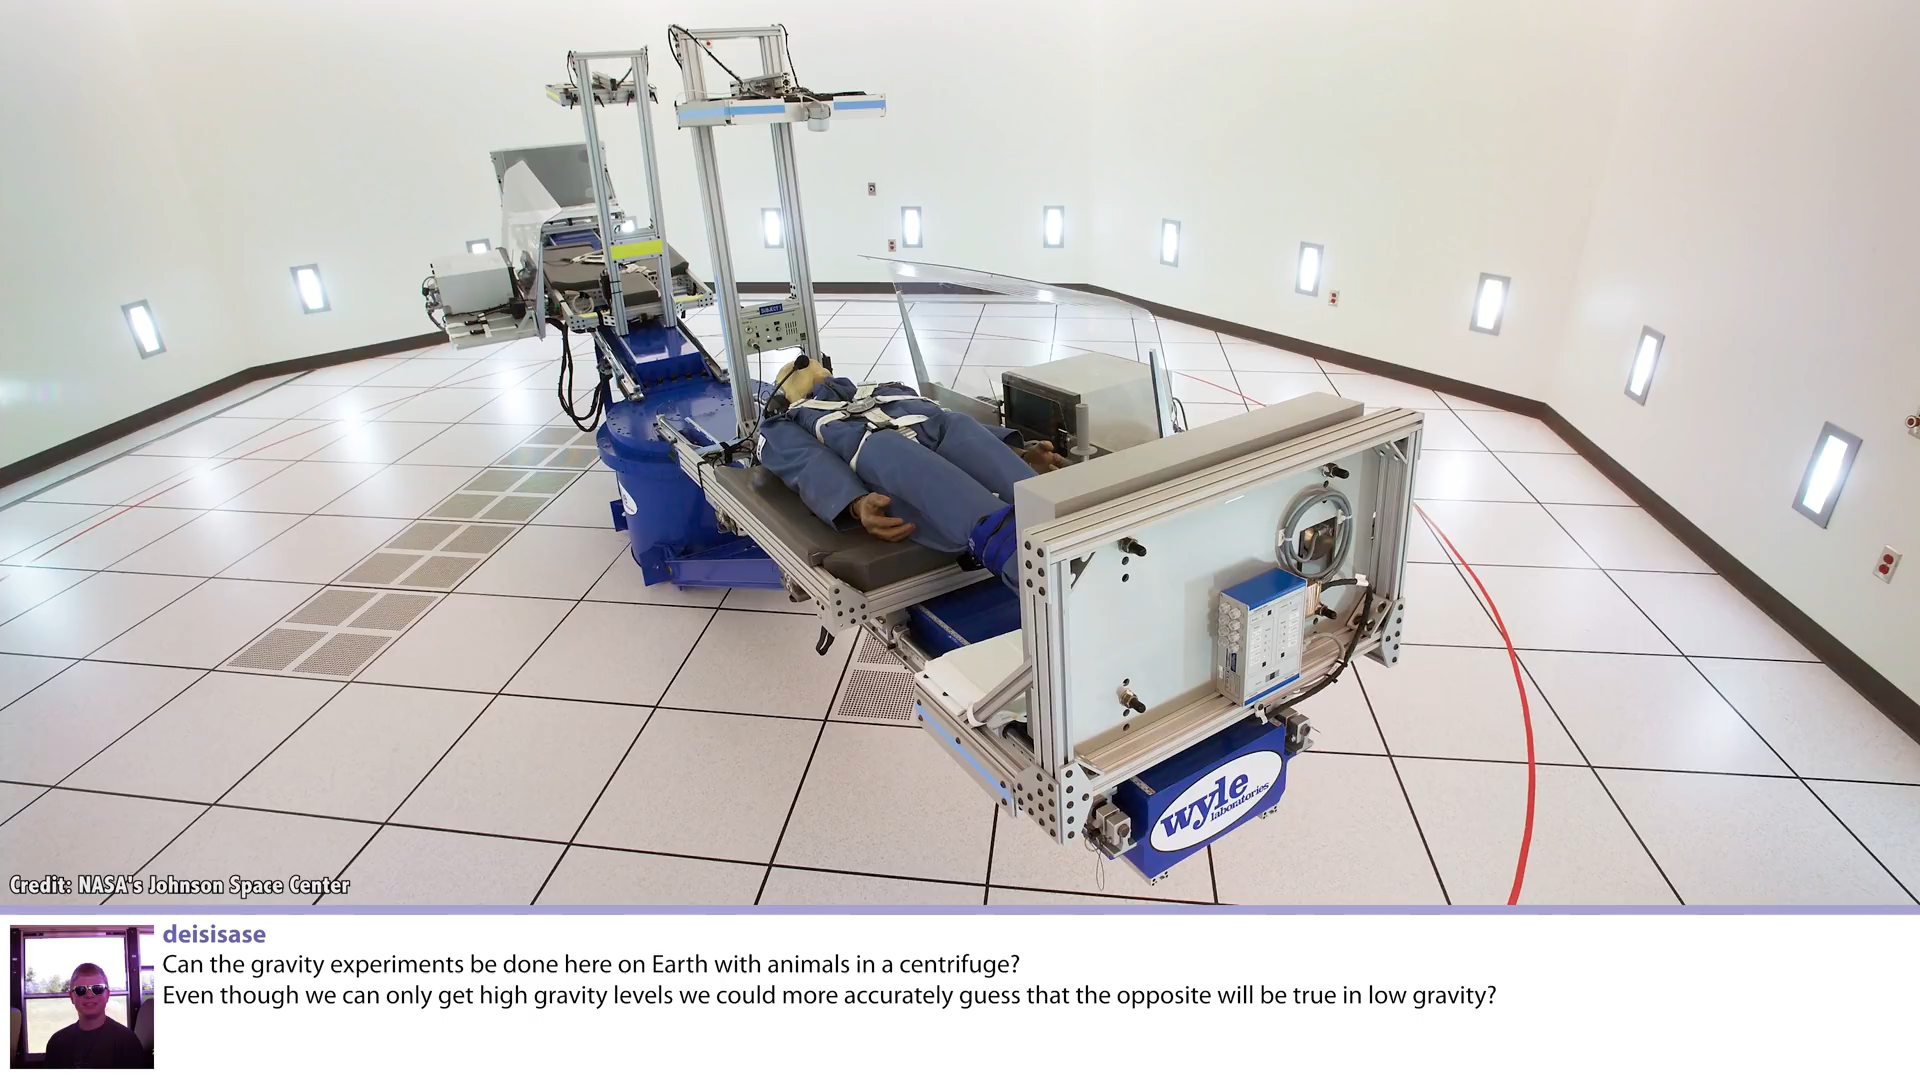 SUBJECT 1
wyle
laboratories
Credit: NASA's Johnson Space Center
deisisase
Can the gravity experiments be done here on Earth with animals in a centrifuge?
Even though we can only get high gravity levels we could more accurately guess that the opposite will be true in low gravity?